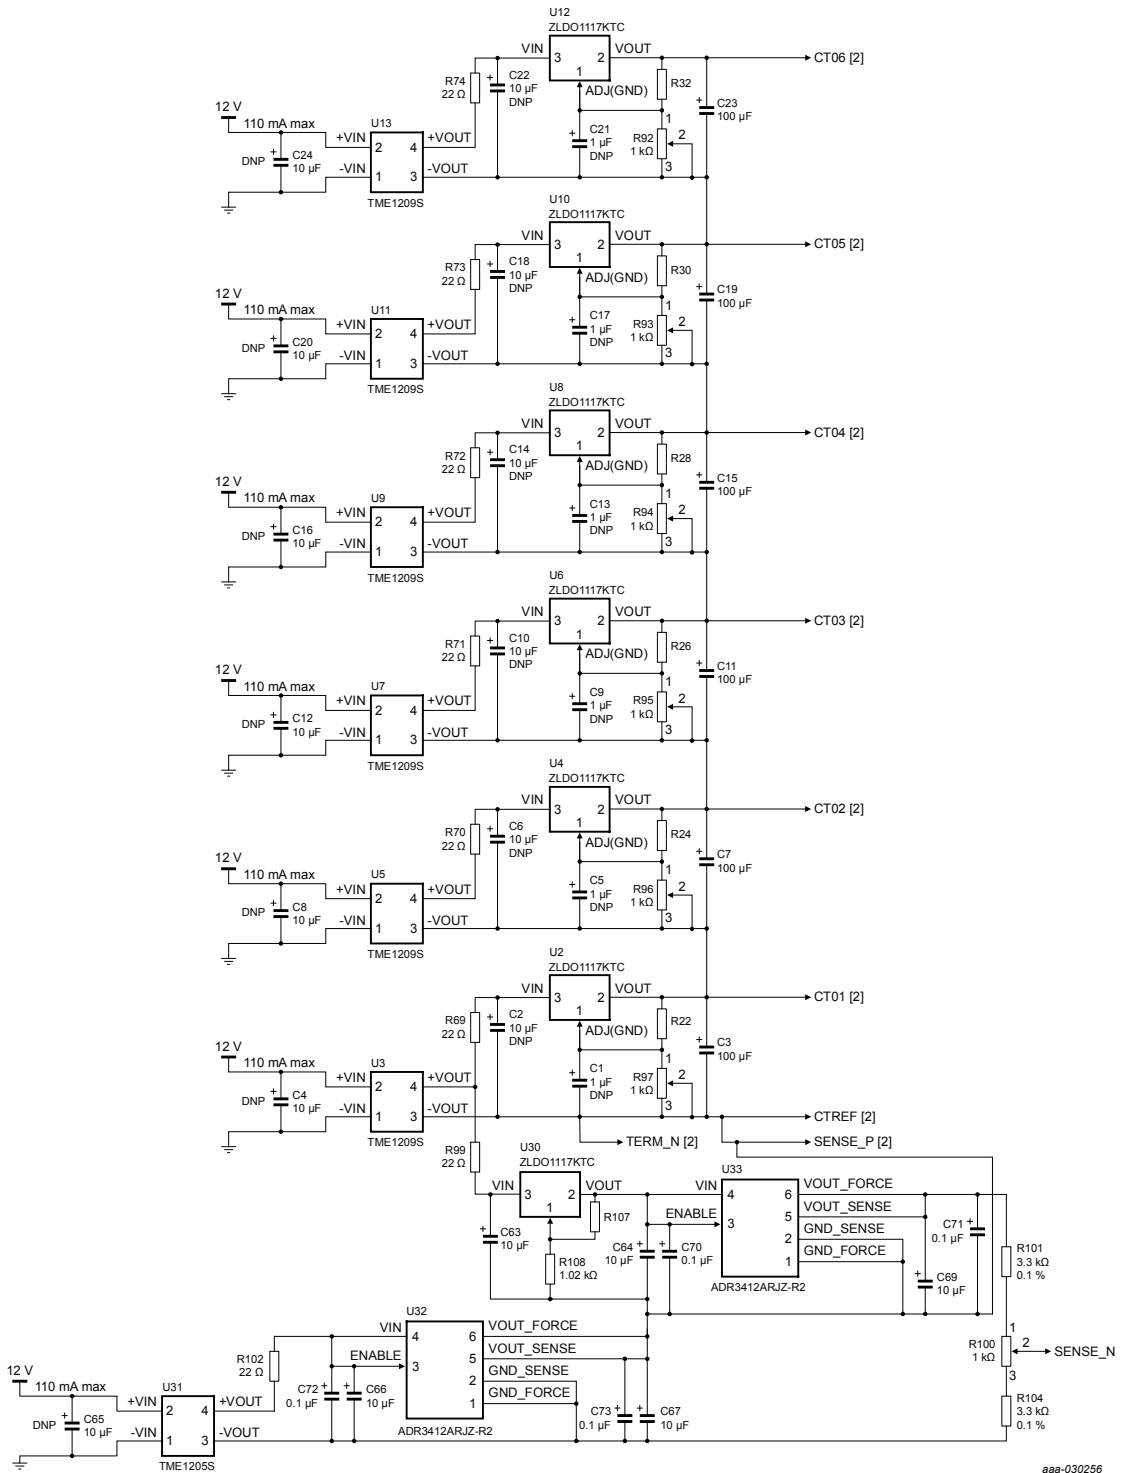 U12
ZLDO1117KTC
VIN 3 2 VOUT
1
ADJ(GND)
CT06 [2]
R74
22 Ω
+ C22
10 µF
DNP
R32
+ C23
100 µF
12 V
110 mA max
DNP
+ C24
10 µF
U13
+VIN 2 4 +VOUT
-VIN 1 3 -VOUT
TME1209S
+ C21
1 µF
DNP
R92
1 kΩ
1
2
3
U10
ZLDO1117KTC
VIN 3 2 VOUT
1
ADJ(GND)
CT05 [2]
R73
22 Ω
+ C18
10 µF
DNP
R30
+ C19
100 µF
12 V
110 mA max
DNP
+ C20
10 µF
U11
+VIN 2 4 +VOUT
-VIN 1 3 -VOUT
TME1209S
+ C17
1 µF
DNP
R93
1 kΩ
1
2
3
U8
ZLDO1117KTC
VIN 3 2 VOUT
1
ADJ(GND)
CT04 [2]
R72
22 Ω
+ C14
10 µF
DNP
R28
+ C15
100 µF
12 V
110 mA max
DNP
+ C16
10 µF
U9
+VIN 2 4 +VOUT
-VIN 1 3 -VOUT
TME1209S
+ C13
1 µF
DNP
R94
1 kΩ
1
2
3
U6
ZLDO1117KTC
VIN 3 2 VOUT
1
ADJ(GND)
CT03 [2]
R71
22 Ω
+ C10
10 µF
DNP
R26
+ C11
100 µF
12 V
110 mA max
DNP
+ C12
10 µF
U7
+VIN 2 4 +VOUT
-VIN 1 3 -VOUT
TME1209S
+ C9
1 µF
DNP
R95
1 kΩ
1
2
3
U4
ZLDO1117KTC
VIN 3 2 VOUT
1
ADJ(GND)
CT02 [2]
R70
22 Ω
+ C6
10 µF
DNP
R24
+ C7
100 µF
12 V
110 mA max
DNP
+ C8
10 µF
U5
+VIN 2 4 +VOUT
-VIN 1 3 -VOUT
TME1209S
+ C5
1 µF
DNP
R96
1 kΩ
1
2
3
U2
ZLDO1117KTC
VIN 3 2 VOUT
1
ADJ(GND)
CT01 [2]
R69
22 Ω
+ C2
10 µF
DNP
R22
+ C3
100 µF
12 V
110 mA max
DNP
+ C4
10 µF
U3
+VIN 2 4 +VOUT
-VIN 1 3 -VOUT
TME1209S
+ C1
1 µF
DNP
R97
1 kΩ
1
2
3
CTREF [2]
TERM_N [2]
SENSE_P [2]
R99
22 Ω
U30
ZLDO1117KTC
VIN 3 2 VOUT
1
R107
+ C63
10 µF
R108
1.02 kΩ
+ C64
10 µF
+ C70
0.1 µF
U33
VIN 4 6 VOUT_FORCE
5 VOUT_SENSE
ENABLE 3
2 GND_SENSE
1 GND_FORCE
ADR3412ARJZ-R2
+ C71
0.1 µF
+ C69
10 µF
R101
3.3 kΩ
0.1 %
R100
1 kΩ
1
2
3
SENSE_N
R104
3.3 kΩ
0.1 %
U32
VIN 4 6 VOUT_FORCE
ENABLE 3 5 VOUT_SENSE
2 GND_SENSE
1 GND_FORCE
ADR3412ARJZ-R2
R102
22 Ω
+ C72
0.1 µF
+ C66
10 µF
+ C73
0.1 µF
+ C67
10 µF
12 V
110 mA max
DNP
+ C65
10 µF
U31
+VIN 2 4 +VOUT
-VIN 1 3 -VOUT
TME1205S
aaa-030256